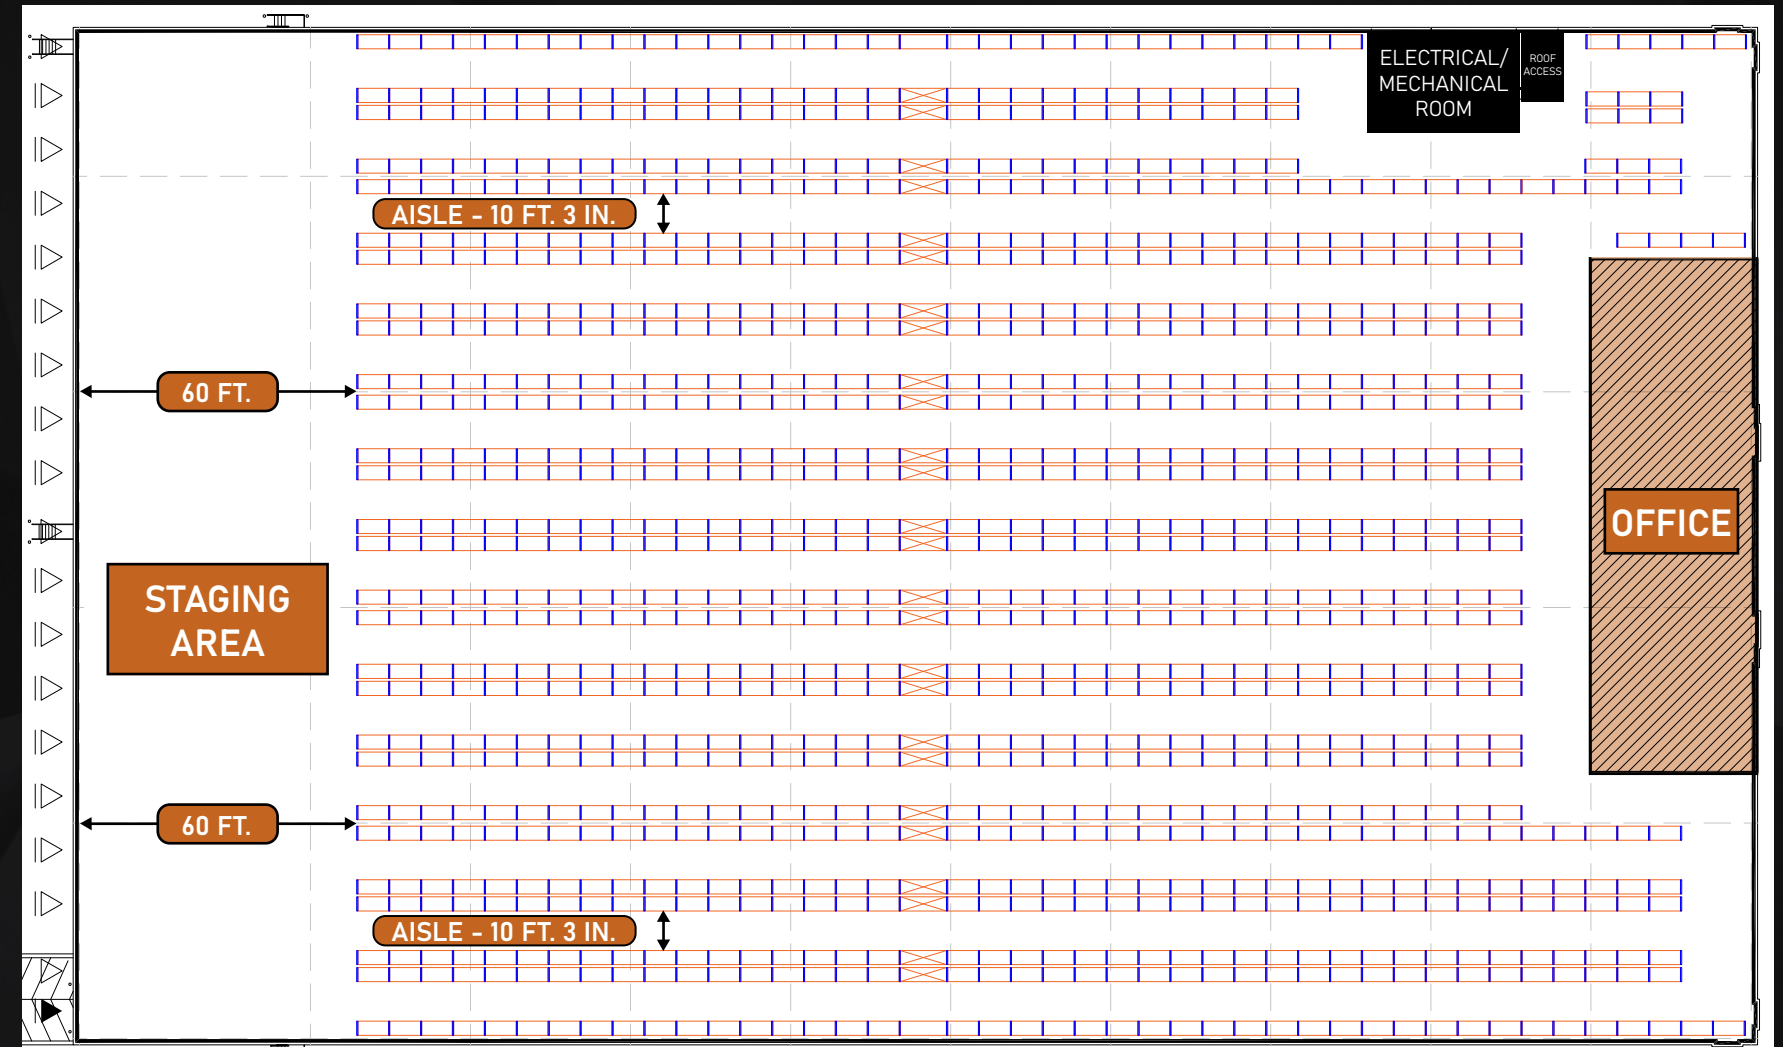 ELECTRICAL/
MECHANICAL
ROOM
ROOF
ACCESS
AISLE - 10 FT. 3 IN.
60 FT.
OFFICE
STAGING
AREA
60 FT.
AISLE - 10 FT. 3 IN.